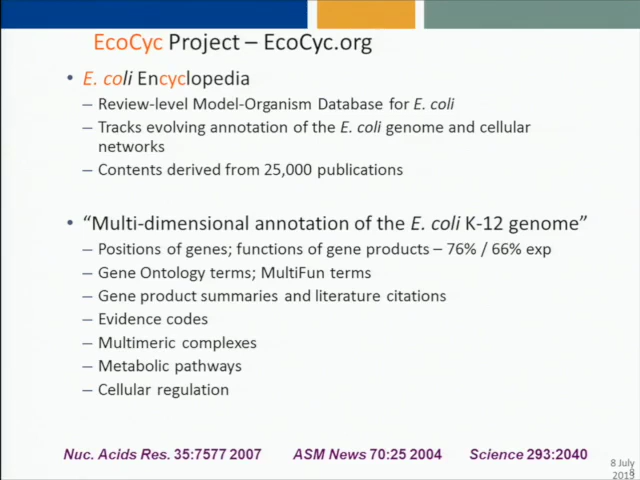 EcoCyc Project – EcoCyc.org
• E. coli Encyclopedia
– Review-level Model-Organism Database for E. coli
– Tracks evolving annotation of the E. coli genome and cellular
networks
– Contents derived from 25,000 publications
• “Multi-dimensional annotation of the E. coli K-12 genome”
– Positions of genes; functions of gene products – 76% / 66% exp
– Gene Ontology terms; MultiFun terms
– Gene product summaries and literature citations
– Evidence codes
– Multimeric complexes
– Metabolic pathways
– Cellular regulation
Nuc. Acids Res. 35:7577 2007 ASM News 70:25 2004 Science 293:2040
8 July